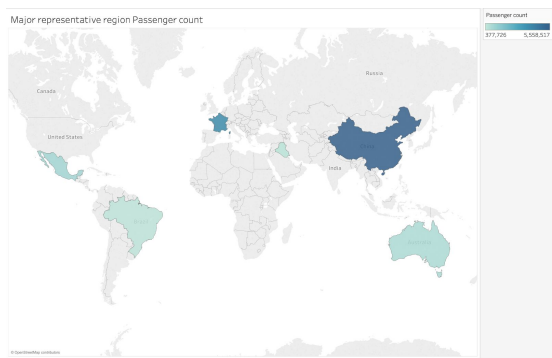 Major representative region Passenger count
Passenger count
377,726 5,558,517
Canada
Russia
United States
China
India
Brazil
Australia
© OpenStreetMap contributors